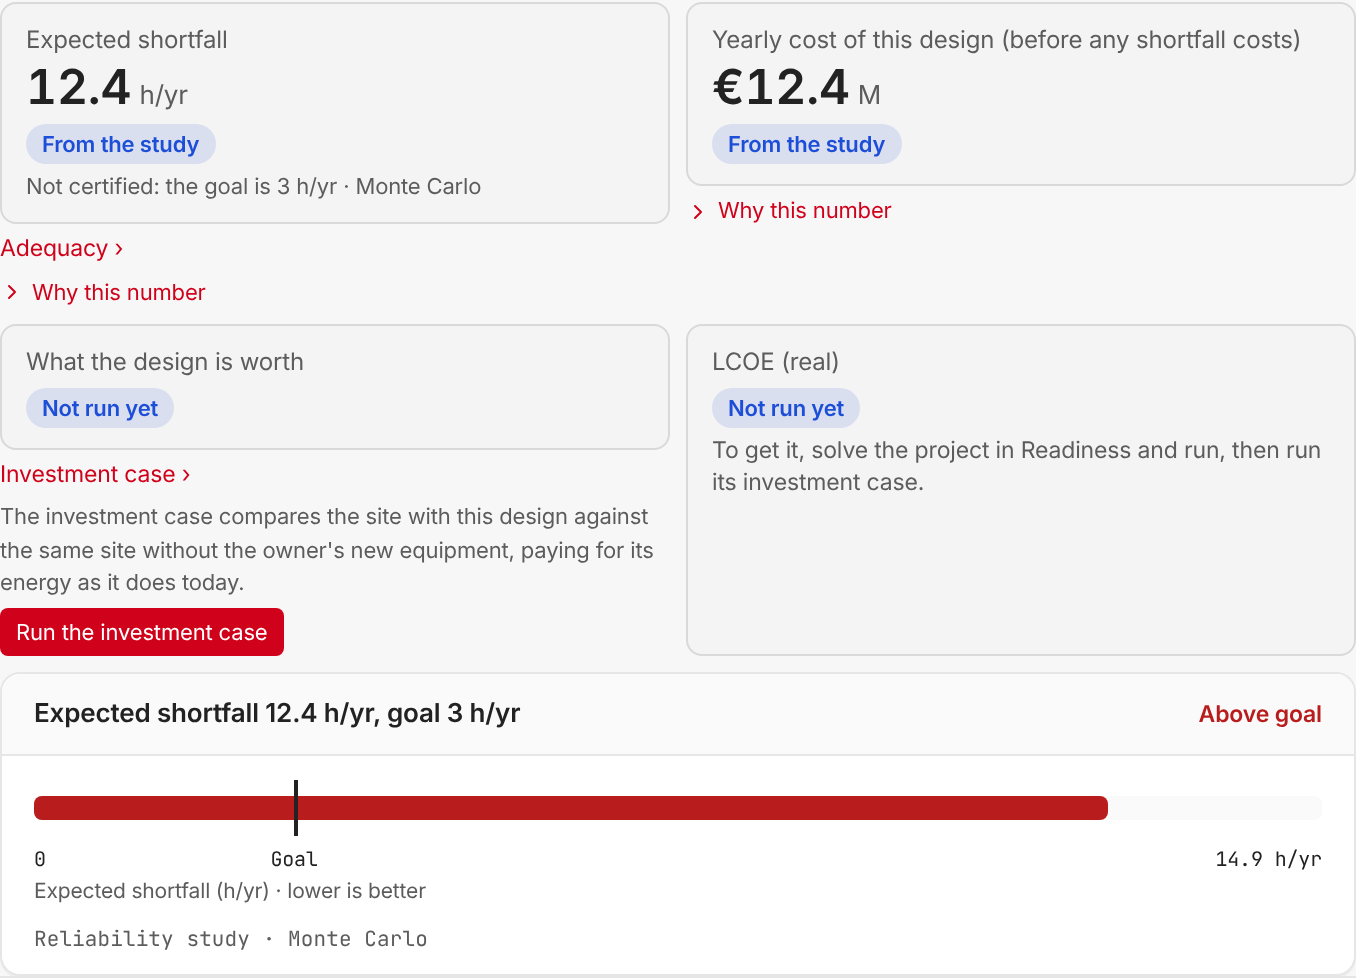 Expected shortfall
12.4 h/yr
From the study
Not certified: the goal is 3 h/yr · Monte Carlo
Adequacy ›
Why this number
Yearly cost of this design (before any shortfall costs)
€12.4 M
From the study
Why this number
What the design is worth
Not run yet
Investment case ›
The investment case compares the site with this design against
the same site without the owner's new equipment, paying for its
energy as it does today.
Run the investment case
LCOE (real)
Not run yet
To get it, solve the project in Readiness and run, then run
its investment case.
Expected shortfall 12.4 h/yr, goal 3 h/yr
Above goal
0
Goal
14.9 h/yr
Expected shortfall (h/yr) · lower is better
Reliability study · Monte Carlo